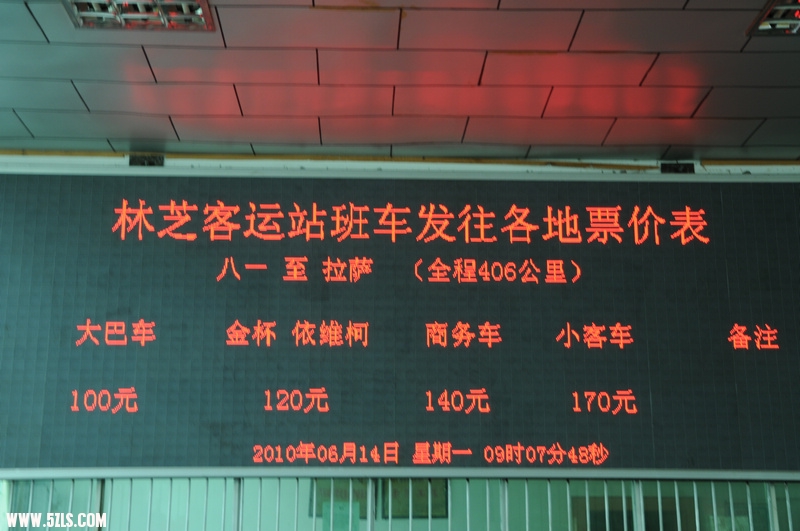 林芝客运站班车发往各地票价表
八一 至 拉萨 （全程406公里）
大巴车 金杯 依维柯 商务车 小客车 备注
100元 120元 140元 170元
2010年06月14日 星期一 09时07分48秒
WWW.5ZLS.COM